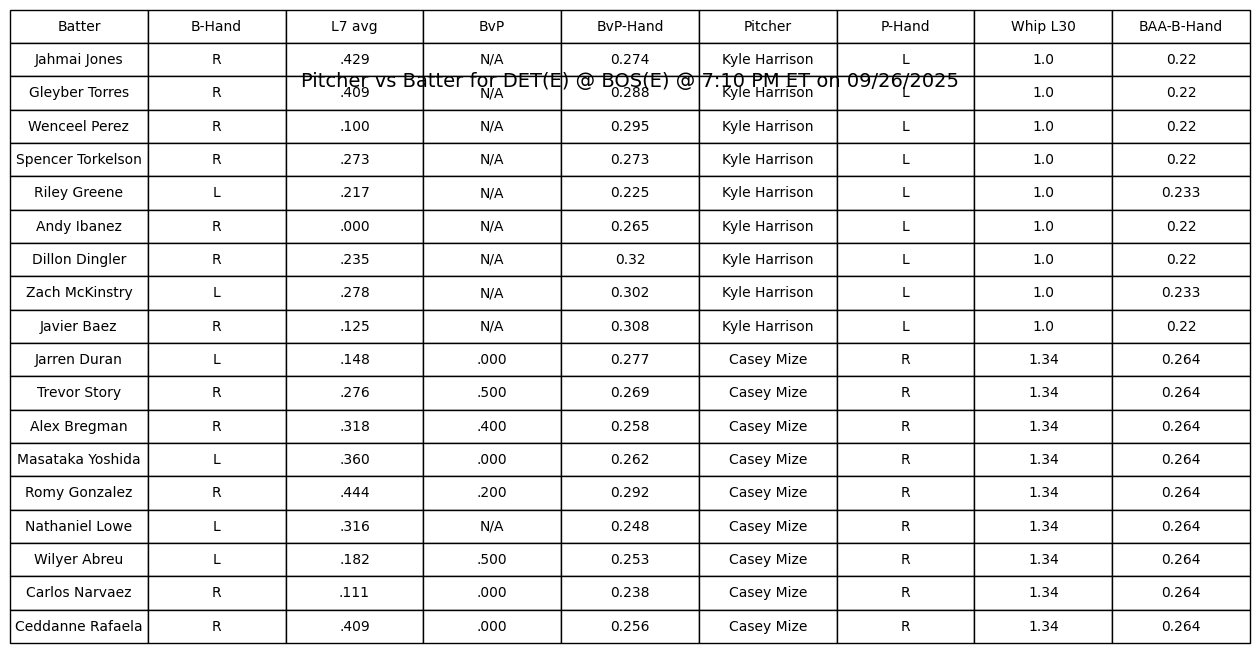 Batter B-Hand L7 avg BvP BvP-Hand Pitcher P-Hand Whip L30 BAA-B-Hand
Jahmai Jones R .429 N/A 0.274 Kyle Harrison L 1.0 0.22
Pitcher vs Batter for DET(E) @ BOS(E) @ 7:10 PM ET on 09/26/2025
Gleyber Torres R .409 N/A 0.288 Kyle Harrison L 1.0 0.22
Wenceel Perez R .100 N/A 0.295 Kyle Harrison L 1.0 0.22
Spencer Torkelson R .273 N/A 0.273 Kyle Harrison L 1.0 0.22
Riley Greene L .217 N/A 0.225 Kyle Harrison L 1.0 0.233
Andy Ibanez R .000 N/A 0.265 Kyle Harrison L 1.0 0.22
Dillon Dingler R .235 N/A 0.32 Kyle Harrison L 1.0 0.22
Zach McKinstry L .278 N/A 0.302 Kyle Harrison L 1.0 0.233
Javier Baez R .125 N/A 0.308 Kyle Harrison L 1.0 0.22
Jarren Duran L .148 .000 0.277 Casey Mize R 1.34 0.264
Trevor Story R .276 .500 0.269 Casey Mize R 1.34 0.264
Alex Bregman R .318 .400 0.258 Casey Mize R 1.34 0.264
Masataka Yoshida L .360 .000 0.262 Casey Mize R 1.34 0.264
Romy Gonzalez R .444 .200 0.292 Casey Mize R 1.34 0.264
Nathaniel Lowe L .316 N/A 0.248 Casey Mize R 1.34 0.264
Wilyer Abreu L .182 .500 0.253 Casey Mize R 1.34 0.264
Carlos Narvaez R .111 .000 0.238 Casey Mize R 1.34 0.264
Ceddanne Rafaela R .409 .000 0.256 Casey Mize R 1.34 0.264